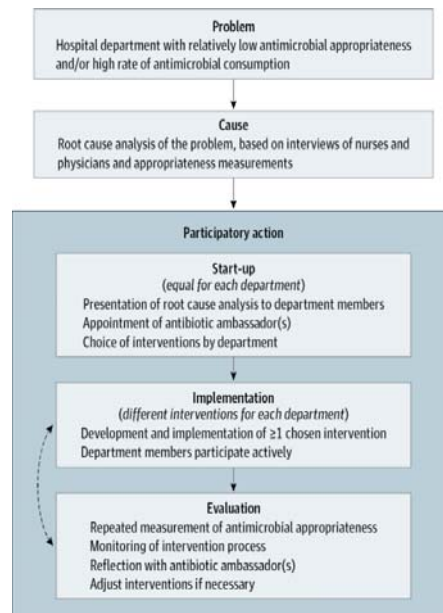 Problem
Hospital department with relatively low antimicrobial appropriateness
and/or high rate of antimicrobial consumption
Cause
Root cause analysis of the problem, based on interviews of nurses and
physicians and appropriateness measurements
Participatory action
Start-up
(equal for each department)
Presentation of root cause analysis to department members
Appointment of antibiotic ambassador(s)
Choice of interventions by department
Implementation
(different interventions for each department)
Development and implementation of ≥1 chosen intervention
Department members participate actively
Evaluation
Repeated measurement of antimicrobial appropriateness
Monitoring of intervention process
Reflection with antibiotic ambassador(s)
Adjust interventions if necessary